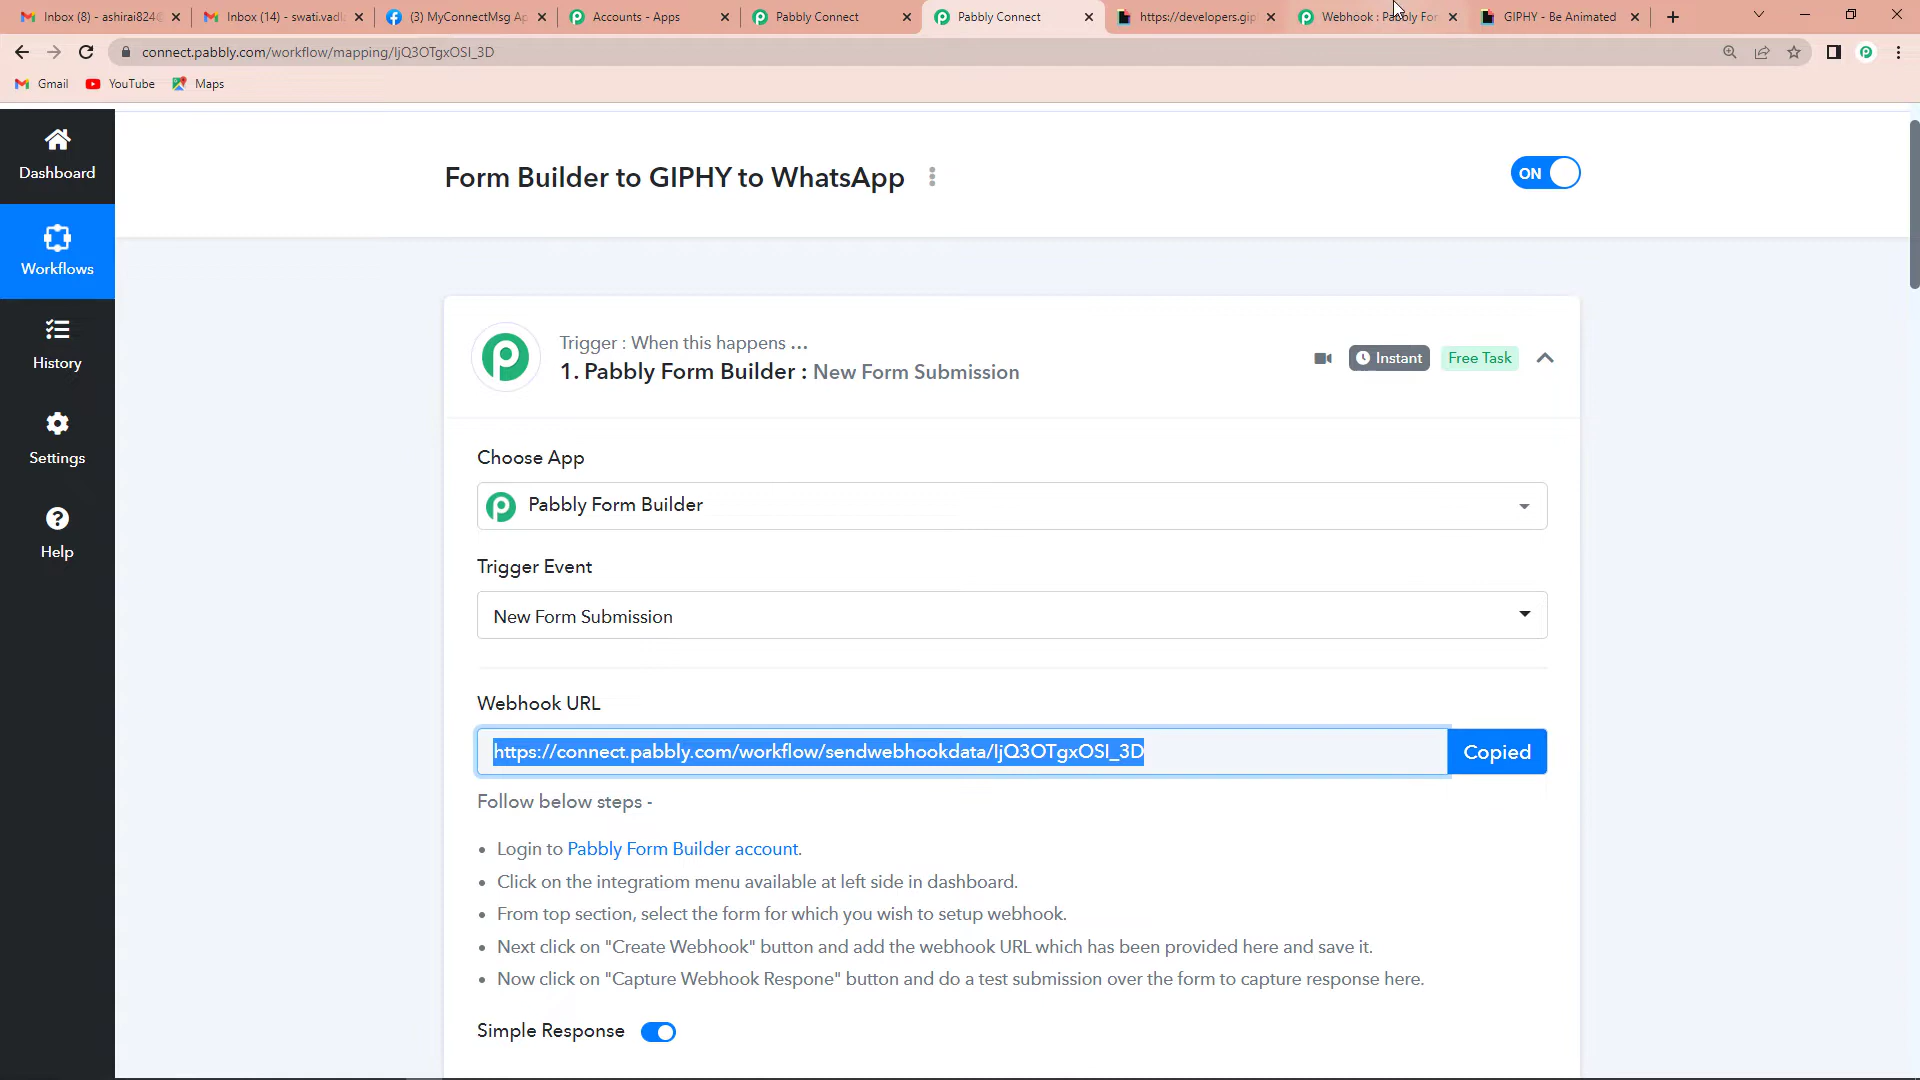 Inbox (8) - ashirai824
Inbox (14) - swati.vadl
(3) MyConnectMsg Ap
Accounts - Apps
Pabbly Connect
Pabbly Connect
https://developers.gip
Webhook : Pabbly For
GIPHY - Be Animated
connect.pabbly.com/workflow/mapping/IjQ3OTgxOSI_3D
Gmail
YouTube
Maps
Dashboard
Workflows
History
Settings
Help
Form Builder to GIPHY to WhatsApp
ON
Trigger : When this happens ...
1. Pabbly Form Builder : New Form Submission
Instant
Free Task
Choose App
Pabbly Form Builder
Trigger Event
New Form Submission
Webhook URL
https://connect.pabbly.com/workflow/sendwebhookdata/IjQ3OTgxOSI_3D
Copied
Follow below steps -
Login to Pabbly Form Builder account.
Click on the integratiom menu available at left side in dashboard.
From top section, select the form for which you wish to setup webhook.
Next click on "Create Webhook" button and add the webhook URL which has been provided here and save it.
Now click on "Capture Webhook Respone" button and do a test submission over the form to capture response here.
Simple Response